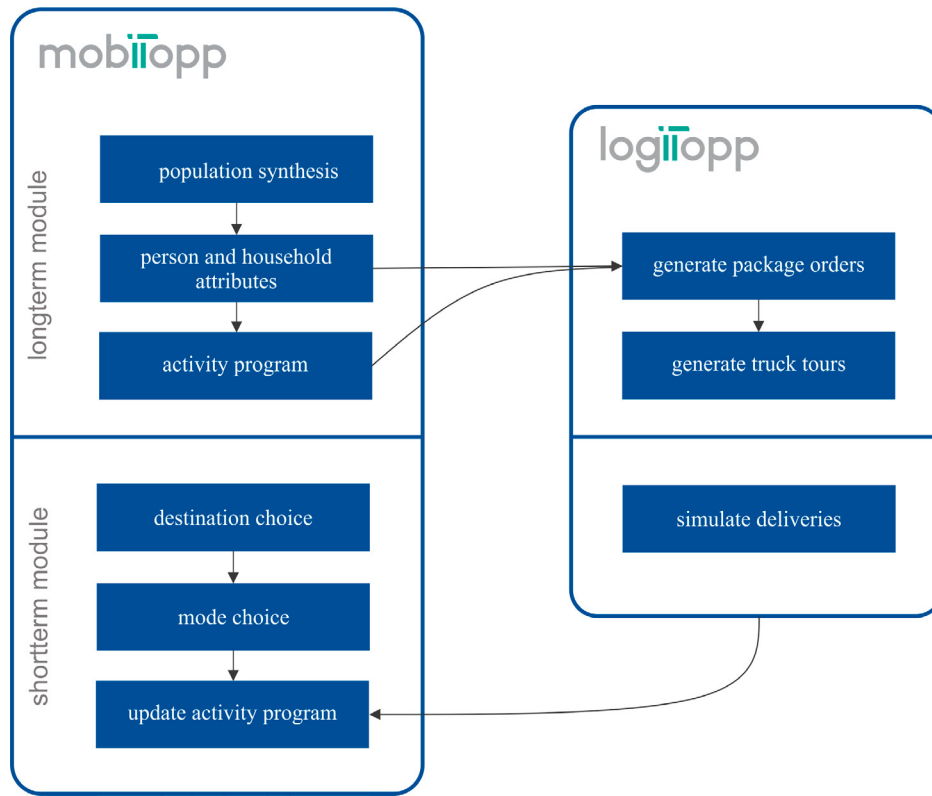 mobiTopp
longterm module
population synthesis
person and household
attributes
activity program
shortterm module
destination choice
mode choice
update activity program
logiTopp
generate package orders
generate truck tours
simulate deliveries